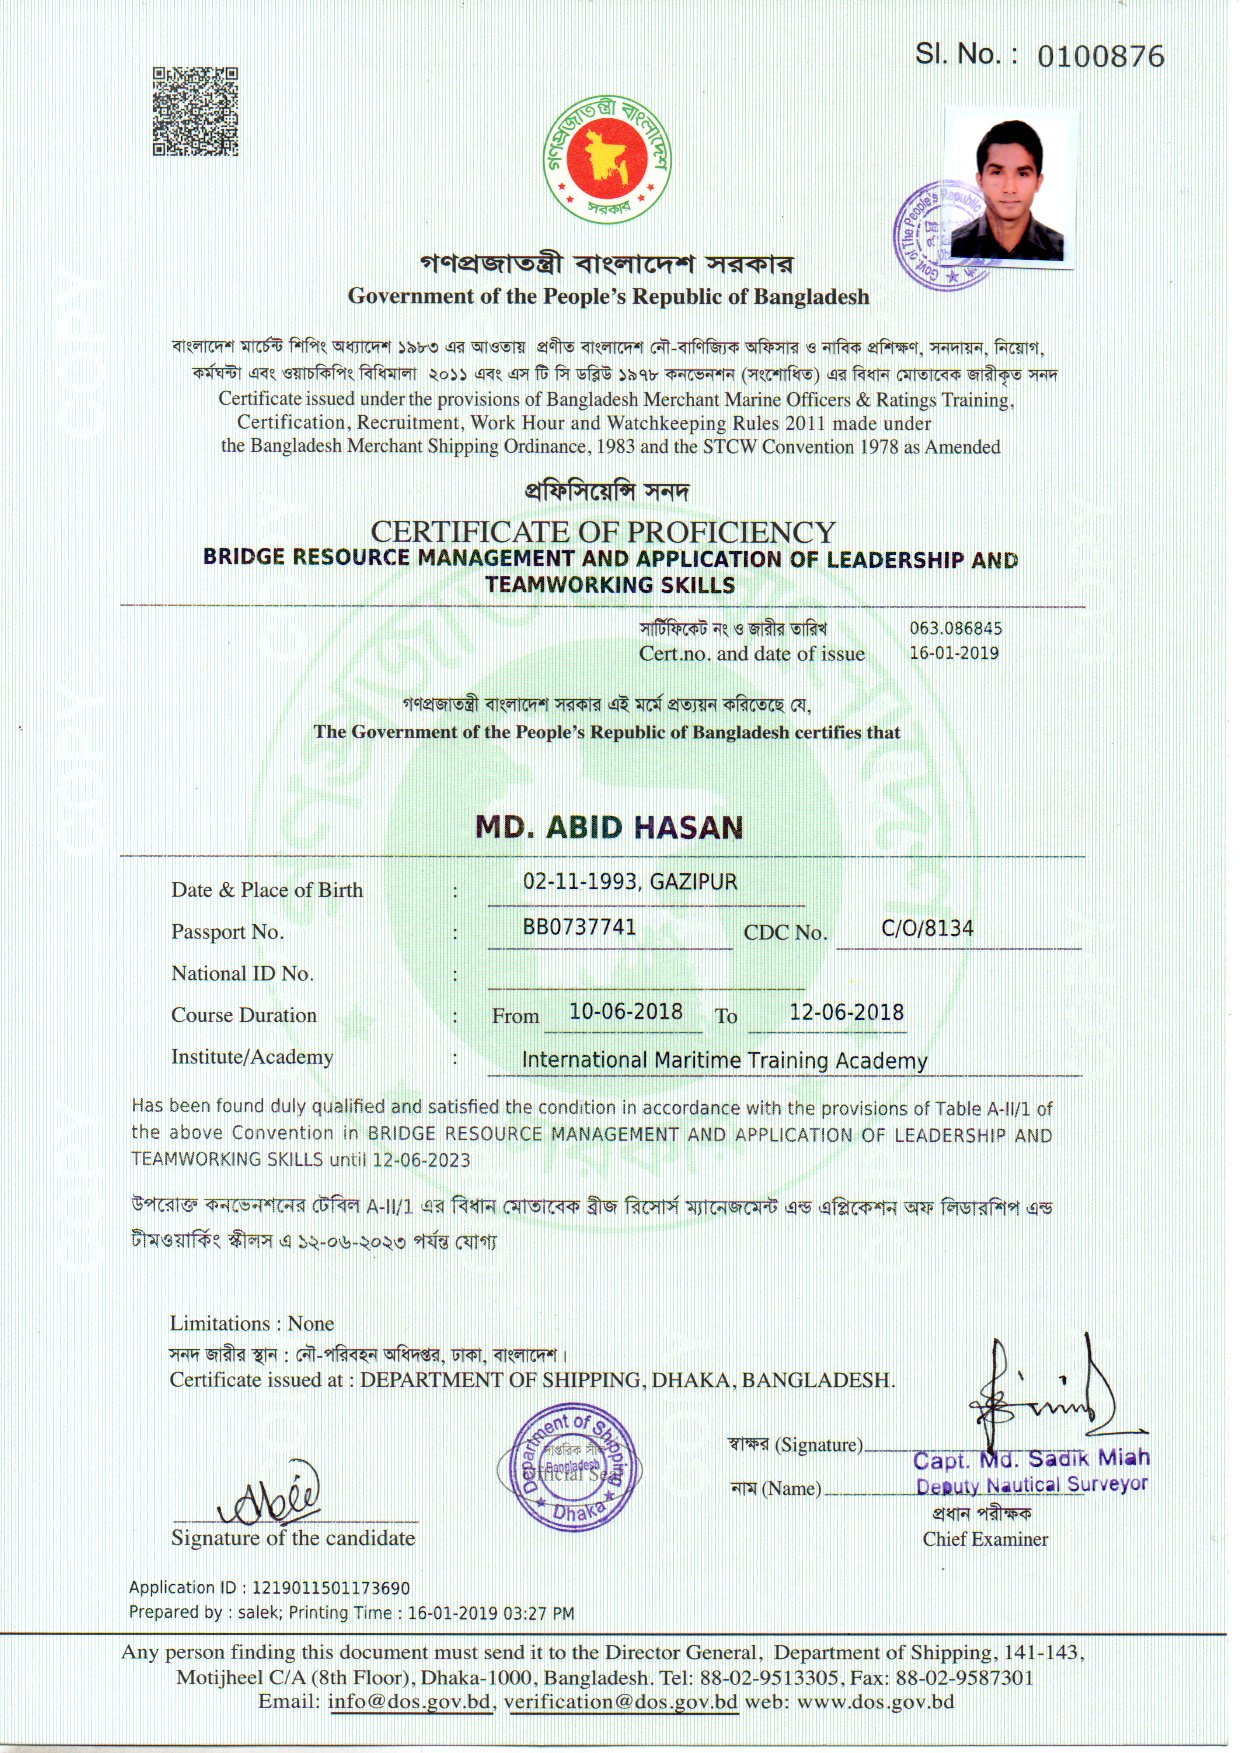 Sl. No. : 0100876
গণপ্রজাতন্ত্রী বাংলাদেশ
সরকার
Govt. of The People's Republic
গণপ্রজাতন্ত্রী বাংলাদেশ সরকার
Government of the People's Republic of Bangladesh
বাংলাদেশ মার্চেন্ট শিপিং অধ্যাদেশ ১৯৮৩ এর আওতায় প্রণীত বাংলাদেশ নৌ-বাণিজ্যিক অফিসার ও নাবিক প্রশিক্ষণ, সনদায়ন, নিয়োগ,
কর্মঘন্টা এবং ওয়াচকিপিং বিধিমালা ২০১১ এবং এস টি সি ডব্লিউ ১৯৭৮ কনভেনশন (সংশোধিত) এর বিধান মোতাবেক জারীকৃত সনদ
Certificate issued under the provisions of Bangladesh Merchant Marine Officers & Ratings Training,
Certification, Recruitment, Work Hour and Watchkeeping Rules 2011 made under
the Bangladesh Merchant Shipping Ordinance, 1983 and the STCW Convention 1978 as Amended
প্রফিসিয়েন্সি সনদ
CERTIFICATE OF PROFICIENCY
BRIDGE RESOURCE MANAGEMENT AND APPLICATION OF LEADERSHIP AND
TEAMWORKING SKILLS
সার্টিফিকেট নং ও জারীর তারিখ 063.086845
Cert.no. and date of issue 16-01-2019
গণপ্রজাতন্ত্রী বাংলাদেশ সরকার এই মর্মে প্রত্যয়ন করিতেছে যে,
The Government of the People's Republic of Bangladesh certifies that
MD. ABID HASAN
Date & Place of Birth : 02-11-1993, GAZIPUR
Passport No. : BB0737741 CDC No. C/O/8134
National ID No. :
Course Duration : From 10-06-2018 To 12-06-2018
Institute/Academy : International Maritime Training Academy
Has been found duly qualified and satisfied the condition in accordance with the provisions of Table A-II/1 of
the above Convention in BRIDGE RESOURCE MANAGEMENT AND APPLICATION OF LEADERSHIP AND
TEAMWORKING SKILLS until 12-06-2023
উপরোক্ত কনভেনশনের টেবিল A-II/1 এর বিধান মোতাবেক ব্রীজ রিসোর্স ম্যানেজমেন্ট এন্ড এপ্লিকেশন অফ লিডারশিপ এন্ড
টীমওয়ার্কিং স্কীলস এ ১২-০৬-২০২৩ পর্যন্ত যোগ্য
Limitations : None
সনদ জারীর স্থান : নৌ-পরিবহন অধিদপ্তর, ঢাকা, বাংলাদেশ।
Certificate issued at : DEPARTMENT OF SHIPPING, DHAKA, BANGLADESH.
Department of Shipping
দাপ্তরিক সীল
Bangladesh
Official Seal
Dhaka
স্বাক্ষর (Signature)
Capt. Md. Sadik Miah
নাম (Name) Deputy Nautical Surveyor
প্রধান পরীক্ষক
Chief Examiner
Abid
Signature of the candidate
Application ID : 1219011501173690
Prepared by : salek; Printing Time : 16-01-2019 03:27 PM
Any person finding this document must send it to the Director General, Department of Shipping, 141-143,
Motijheel C/A (8th Floor), Dhaka-1000, Bangladesh. Tel: 88-02-9513305, Fax: 88-02-9587301
Email: info@dos.gov.bd, verification@dos.gov.bd web: www.dos.gov.bd